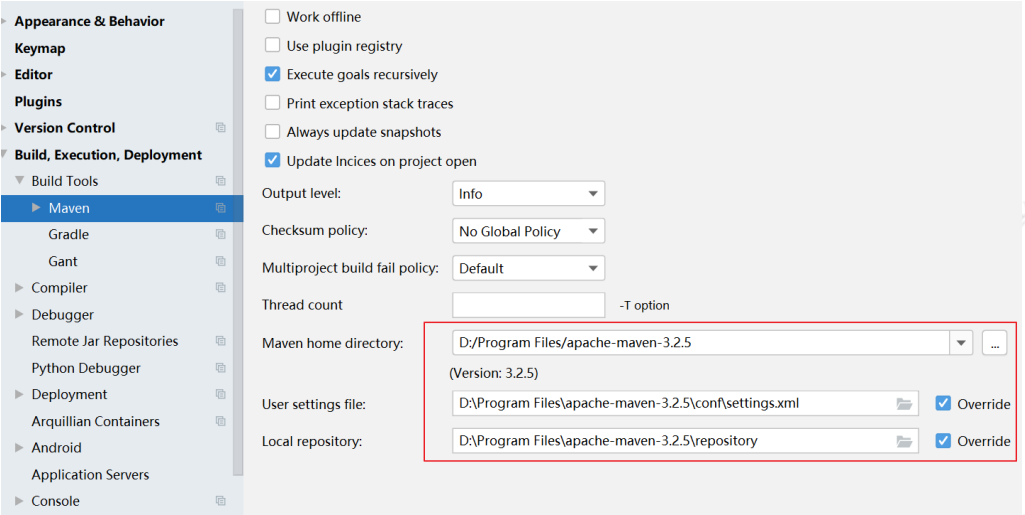 Appearance & Behavior
Keymap
Editor
Plugins
Version Control
Build, Execution, Deployment
Build Tools
Maven
Gradle
Gant
Compiler
Debugger
Remote Jar Repositories
Python Debugger
Deployment
Arquillian Containers
Android
Application Servers
Console
Work offline
Use plugin registry
Execute goals recursively
Print exception stack traces
Always update snapshots
Update Incices on project open
Output level: Info
Checksum policy: No Global Policy
Multiproject build fail policy: Default
Thread count -T option
Maven home directory: D:/Program Files/apache-maven-3.2.5 ...
(Version: 3.2.5)
User settings file: D:\Program Files\apache-maven-3.2.5\conf\settings.xml Override
Local repository: D:\Program Files\apache-maven-3.2.5\repository Override